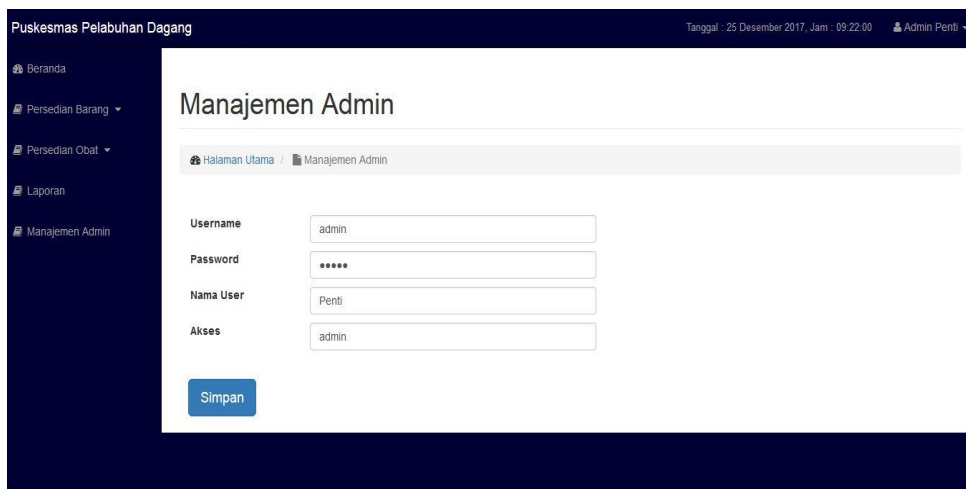 Puskesmas Pelabuhan Dagang
Tanggal : 25 Desember 2017, Jam : 09:22:00 Admin Penti
Beranda
Persedian Barang
Persedian Obat
Laporan
Manajemen Admin
Manajemen Admin
Halaman Utama / Manajemen Admin
Username admin
Password •••••
Nama User Penti
Akses admin
Simpan